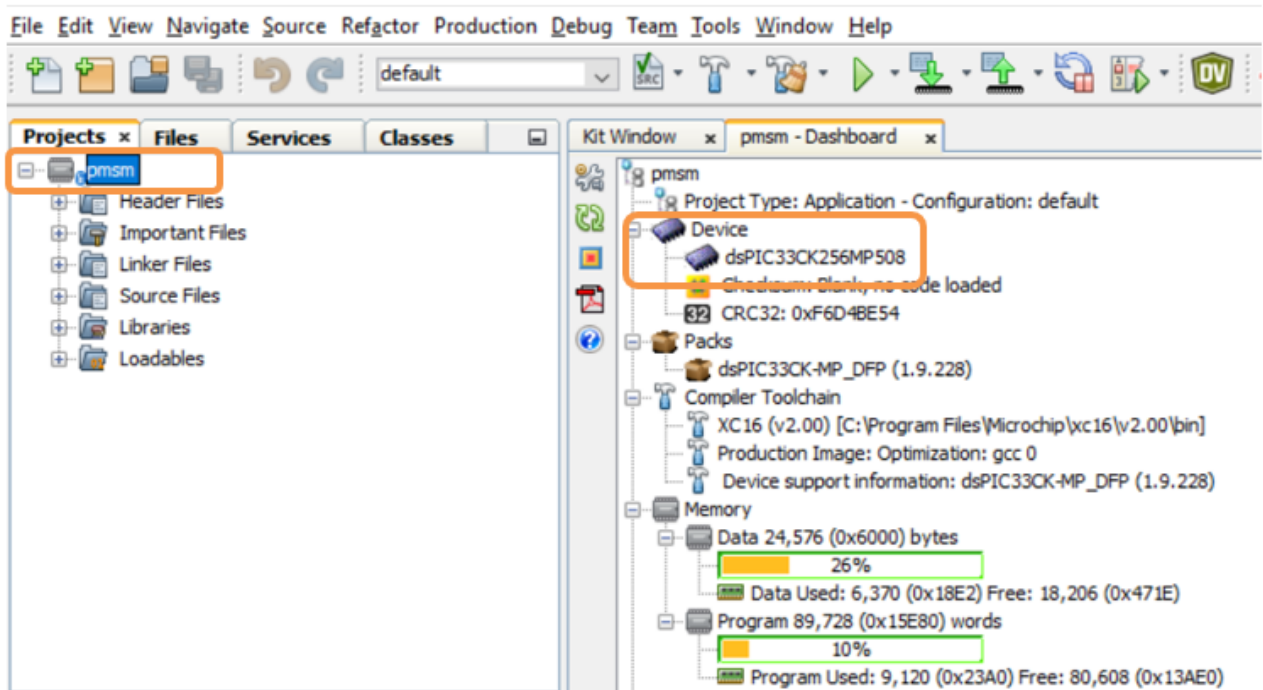 File Edit View Navigate Source Refactor Production Debug Team Tools Window Help
default
SRC
DV
Projects x Files Services Classes
Kit Window x pmsm - Dashboard x
pmsm
Header Files
Important Files
Linker Files
Source Files
Libraries
Loadables
pmsm
Project Type: Application - Configuration: default
Device
dsPIC33CK256MP508
Checksum: Blank, no code loaded
32 CRC32: 0xF6D4BE54
Packs
dsPIC33CK-MP_DFP (1.9.228)
Compiler Toolchain
XC16 (v2.00) [C:\Program Files\Microchip\xc16\v2.00\bin]
Production Image: Optimization: gcc 0
Device support information: dsPIC33CK-MP_DFP (1.9.228)
Memory
Data 24,576 (0x6000) bytes
26%
Data Used: 6,370 (0x18E2) Free: 18,206 (0x471E)
Program 89,728 (0x15E80) words
10%
Program Used: 9,120 (0x23A0) Free: 80,608 (0x13AE0)